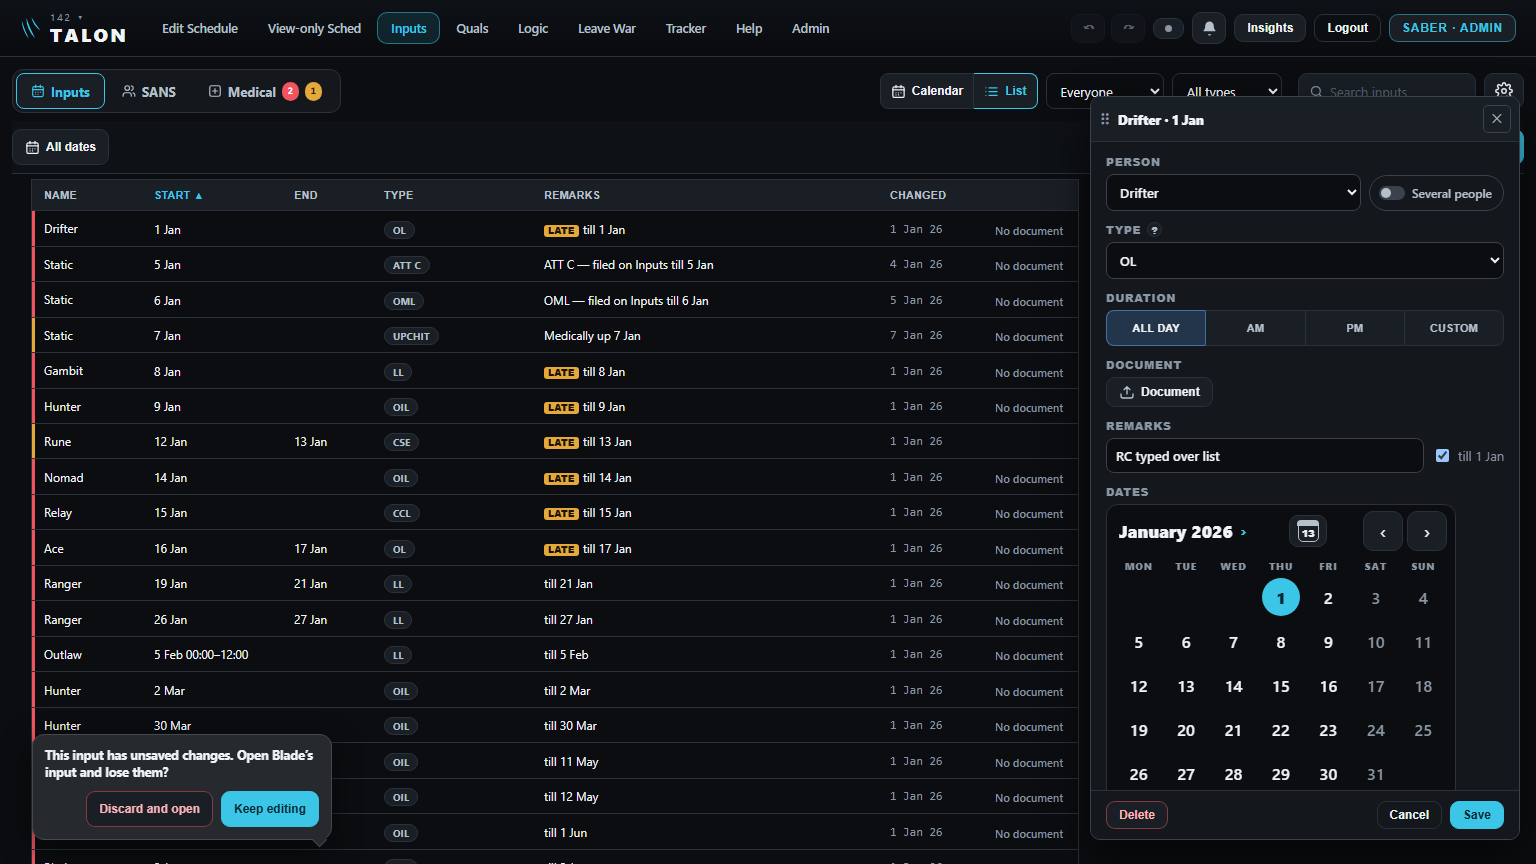 142 ▾
TALON
Edit Schedule
View-only Sched
Inputs
Quals
Logic
Leave War
Tracker
Help
Admin
Insights
Logout
SABER · ADMIN
Inputs
SANS
Medical 2 1
Calendar
List
Everyone
All types
Search inputs
All dates
NAME START ▲ END TYPE REMARKS CHANGED
Drifter 1 Jan OL LATE till 1 Jan 1 Jan 26 No document
Static 5 Jan ATT C ATT C — filed on Inputs till 5 Jan 4 Jan 26 No document
Static 6 Jan OML OML — filed on Inputs till 6 Jan 5 Jan 26 No document
Static 7 Jan UPCHIT Medically up 7 Jan 7 Jan 26 No document
Gambit 8 Jan LL LATE till 8 Jan 1 Jan 26 No document
Hunter 9 Jan OIL LATE till 9 Jan 1 Jan 26 No document
Rune 12 Jan 13 Jan CSE LATE till 13 Jan 1 Jan 26
Nomad 14 Jan OIL LATE till 14 Jan 1 Jan 26 No document
Relay 15 Jan CCL LATE till 15 Jan 1 Jan 26 No document
Ace 16 Jan 17 Jan OL LATE till 17 Jan 1 Jan 26 No document
Ranger 19 Jan 21 Jan LL till 21 Jan 1 Jan 26 No document
Ranger 26 Jan 27 Jan LL till 27 Jan 1 Jan 26 No document
Outlaw 5 Feb 00:00–12:00 LL till 5 Feb 1 Jan 26 No document
Hunter 2 Mar OIL till 2 Mar 1 Jan 26 No document
Hunter 30 Mar OIL till 30 Mar 1 Jan 26 No document
OIL till 11 May 1 Jan 26 No document
OIL till 12 May 1 Jan 26 No document
OIL till 1 Jun 1 Jan 26 No document
This input has unsaved changes. Open Blade's
input and lose them?
Discard and open
Keep editing
Drifter · 1 Jan
PERSON
Drifter
Several people
TYPE ?
OL
DURATION
ALL DAY AM PM CUSTOM
DOCUMENT
Document
REMARKS
RC typed over list
till 1 Jan
DATES
January 2026 ›
13
‹ ›
MON TUE WED THU FRI SAT SUN
1 2 3 4
5 6 7 8 9 10 11
12 13 14 15 16 17 18
19 20 21 22 23 24 25
26 27 28 29 30 31
Delete
Cancel
Save